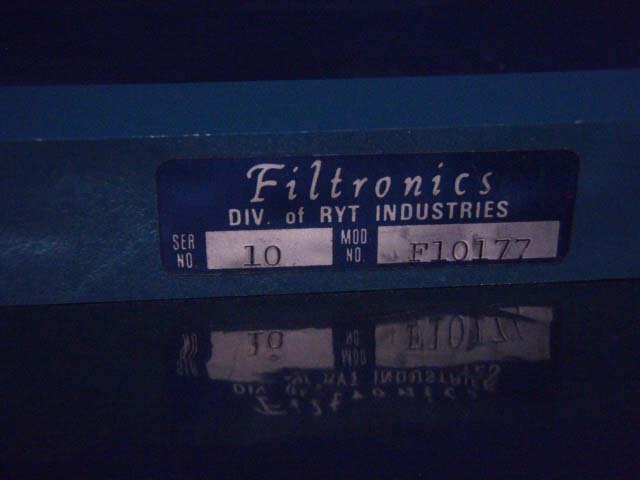 Filtronics
DIV. of RYT INDUSTRIES
SER NO. 10 MOD NO. F10177